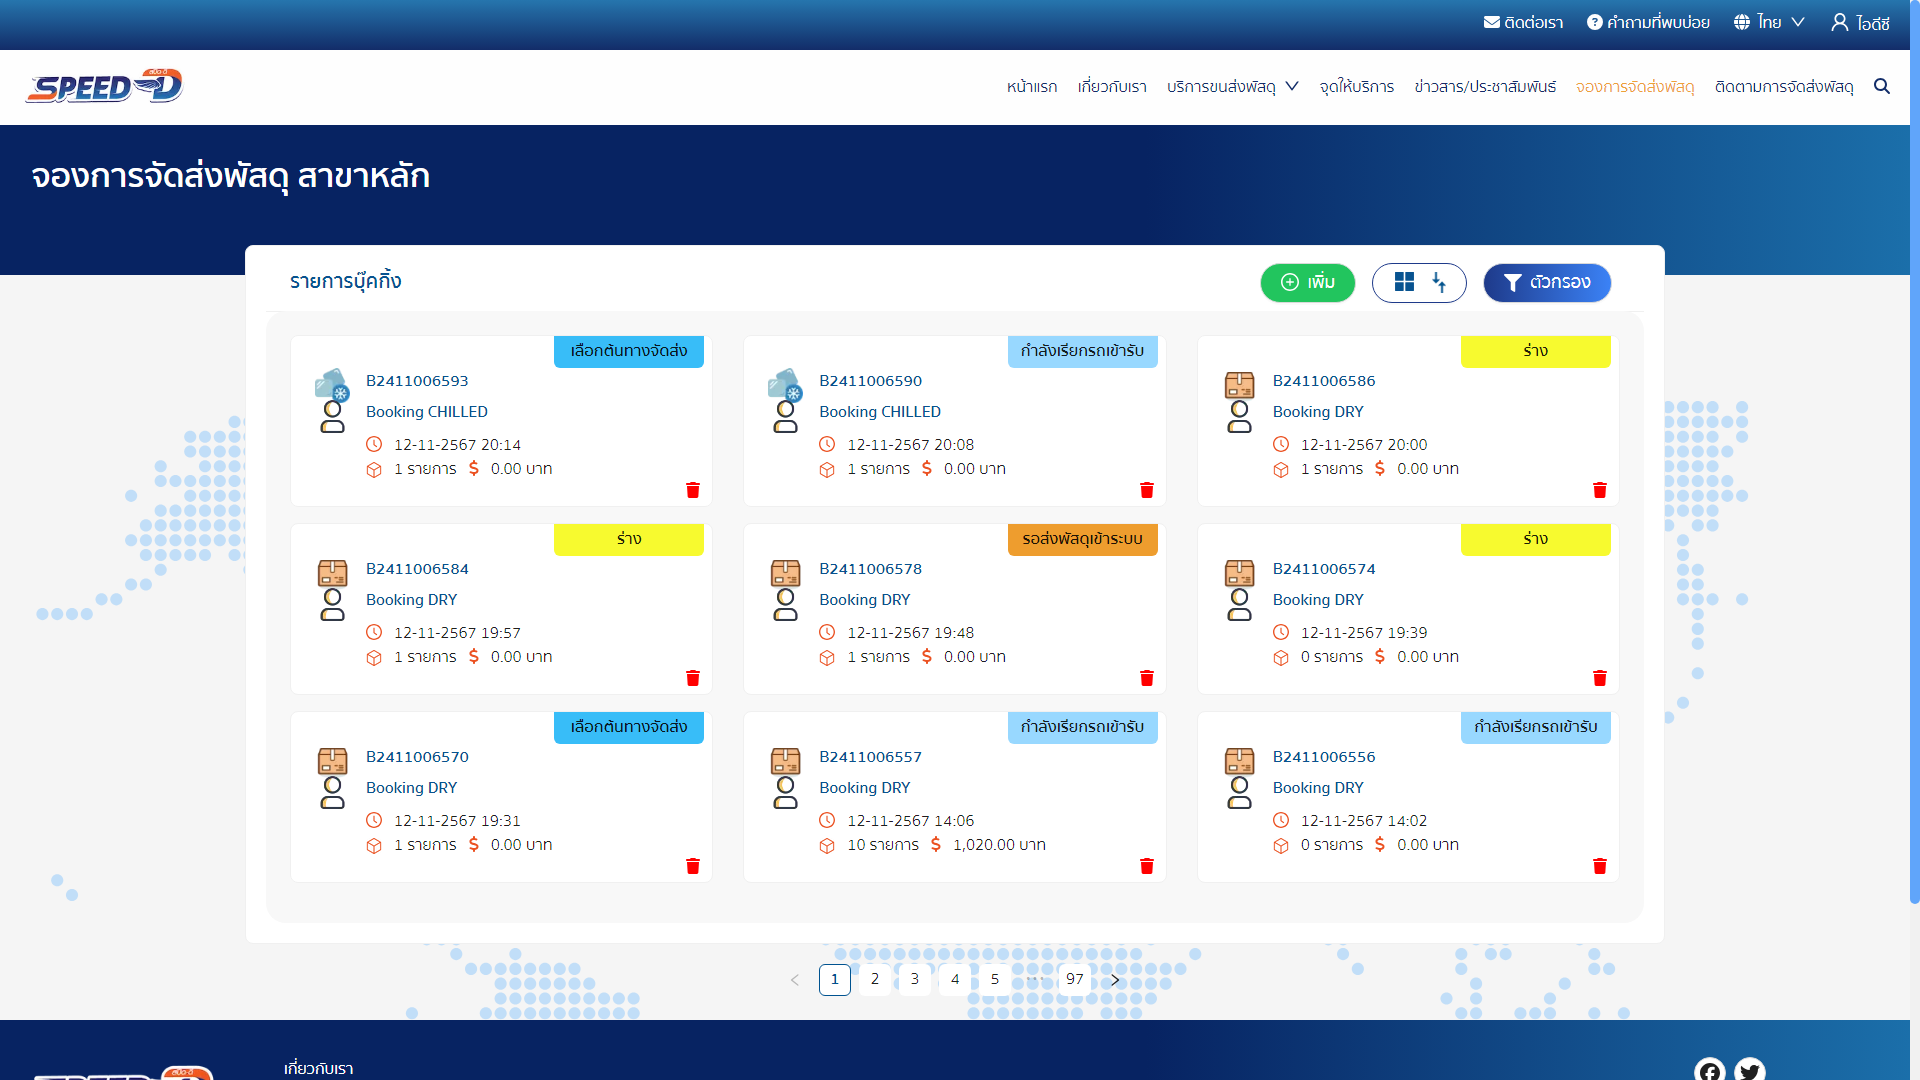 ติดต่อเรา คำถามที่พบบ่อย ไทย ไอดีซี
SPEED-D สปีด-ดี
หน้าแรก เกี่ยวกับเรา บริการขนส่งพัสดุ จุดให้บริการ ข่าวสาร/ประชาสัมพันธ์ จองการจัดส่งพัสดุ ติดตามการจัดส่งพัสดุ
จองการจัดส่งพัสดุ สาขาหลัก
รายการบุ๊คกิ้ง
เพิ่ม
ตัวกรอง
เลือกต้นทางจัดส่ง
B2411006593
Booking CHILLED
12-11-2567 20:14
1 รายการ $ 0.00 บาท
กำลังเรียกรถเข้ารับ
B2411006590
Booking CHILLED
12-11-2567 20:08
1 รายการ $ 0.00 บาท
ร่าง
B2411006586
Booking DRY
12-11-2567 20:00
1 รายการ $ 0.00 บาท
ร่าง
B2411006584
Booking DRY
12-11-2567 19:57
1 รายการ $ 0.00 บาท
รอส่งพัสดุเข้าระบบ
B2411006578
Booking DRY
12-11-2567 19:48
1 รายการ $ 0.00 บาท
ร่าง
B2411006574
Booking DRY
12-11-2567 19:39
0 รายการ $ 0.00 บาท
เลือกต้นทางจัดส่ง
B2411006570
Booking DRY
12-11-2567 19:31
1 รายการ $ 0.00 บาท
กำลังเรียกรถเข้ารับ
B2411006557
Booking DRY
12-11-2567 14:06
10 รายการ $ 1,020.00 บาท
กำลังเรียกรถเข้ารับ
B2411006556
Booking DRY
12-11-2567 14:02
0 รายการ $ 0.00 บาท
< 1 2 3 4 5 ••• 97 >
เกี่ยวกับเรา